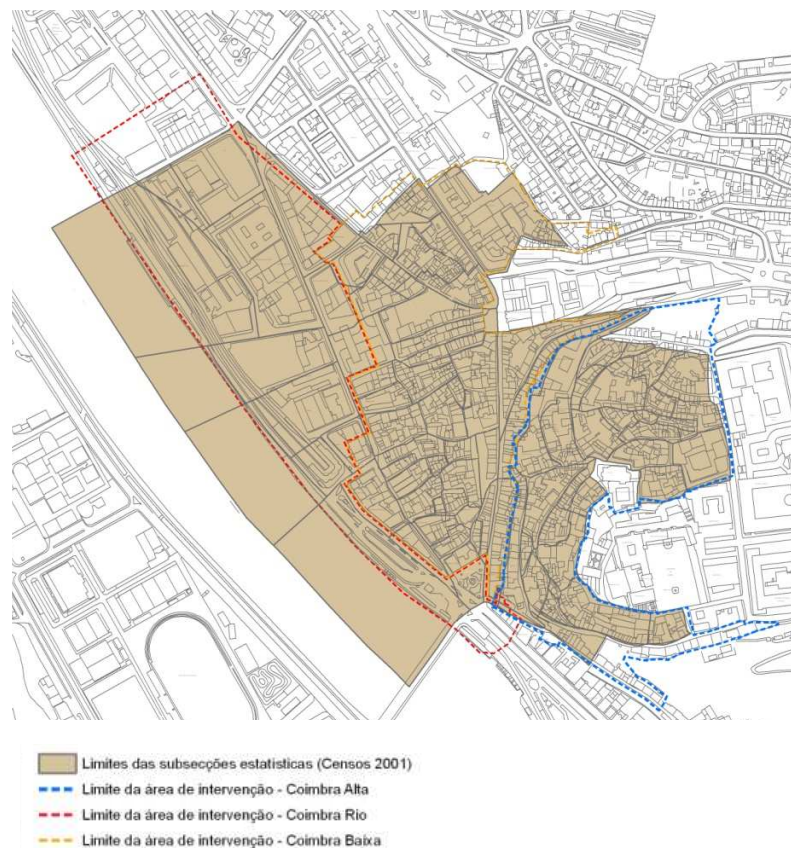 Limites das subsecções estatísticas (Censos 2001)
Limite da área de intervenção - Coimbra Alta
Limite da área de intervenção - Coimbra Rio
Limite da área de intervenção - Coimbra Baixa